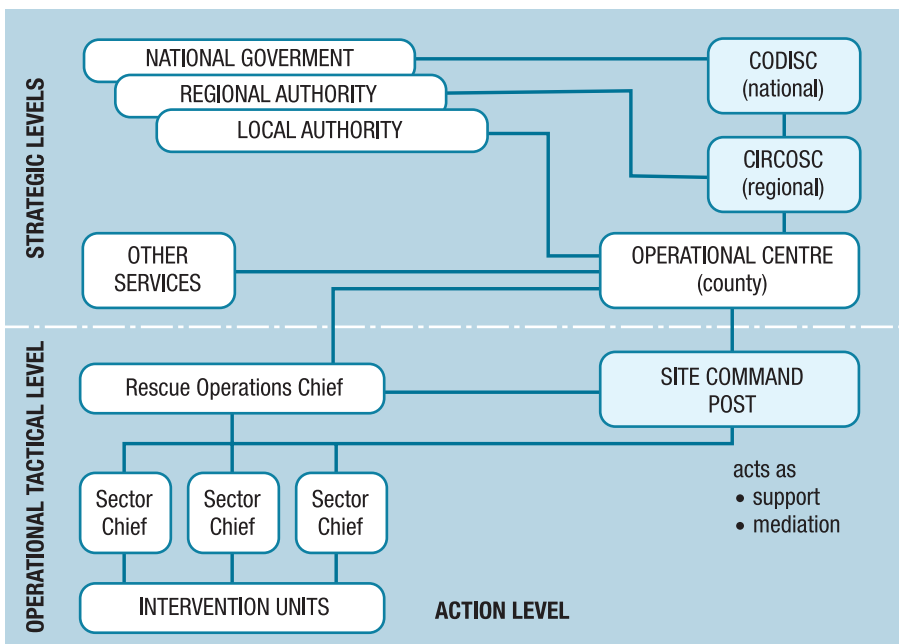 STRATEGIC LEVELS
NATIONAL GOVERMENT
REGIONAL AUTHORITY
LOCAL AUTHORITY
CODISC
(national)
CIRCOSC
(regional)
OTHER
SERVICES
OPERATIONAL CENTRE
(county)
OPERATIONAL TACTICAL LEVEL
Rescue Operations Chief
SITE COMMAND
POST
Sector
Chief
Sector
Chief
Sector
Chief
acts as
• support
• mediation
INTERVENTION UNITS
ACTION LEVEL